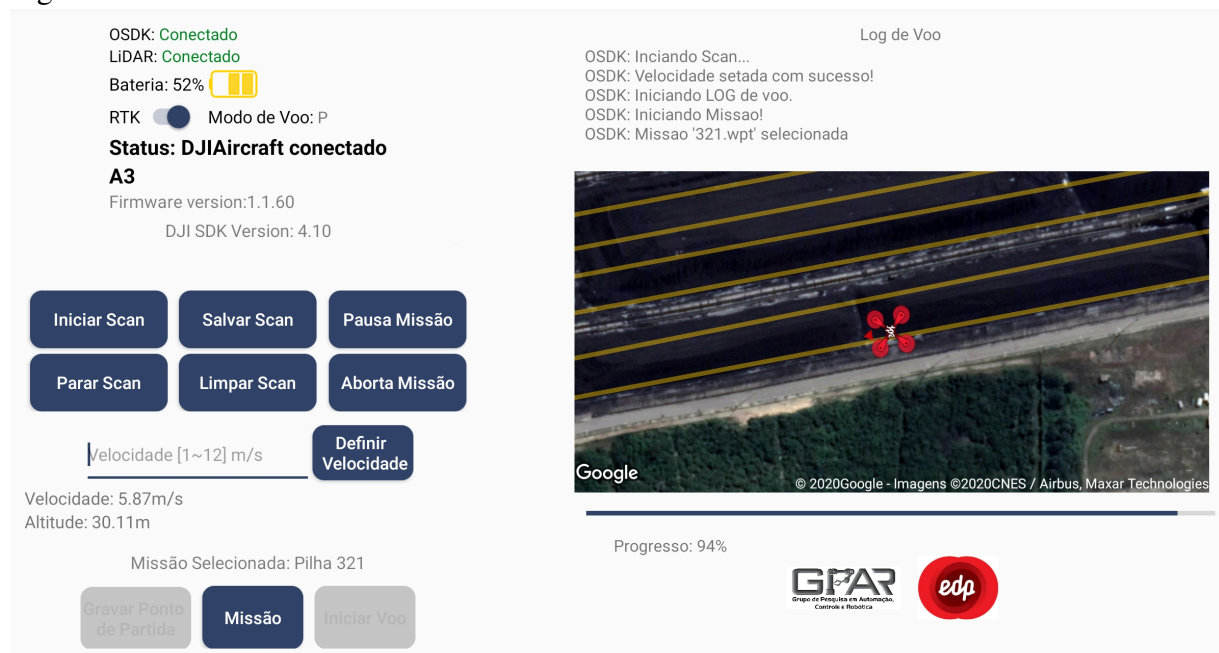 OSDK: Conectado
LiDAR: Conectado
Bateria: 52%
RTK Modo de Voo: P
Status: DJIAircraft conectado
A3
Firmware version:1.1.60
DJI SDK Version: 4.10
Iniciar Scan Salvar Scan Pausa Missão
Parar Scan Limpar Scan Aborta Missão
Velocidade [1~12] m/s
Definir
Velocidade
Velocidade: 5.87m/s
Altitude: 30.11m
Missão Selecionada: Pilha 321
Gravar Ponto
de Partida
Missão
Iniciar Voo
Log de Voo
OSDK: Inciando Scan...
OSDK: Velocidade setada com sucesso!
OSDK: Iniciando LOG de voo.
OSDK: Iniciando Missao!
OSDK: Missao '321.wpt' selecionada
Google
© 2020Google - Imagens ©2020CNES / Airbus, Maxar Technologies
Progresso: 94%
GPAR
Grupo de Pesquisa em Automação,
Controle e Robótica
edp